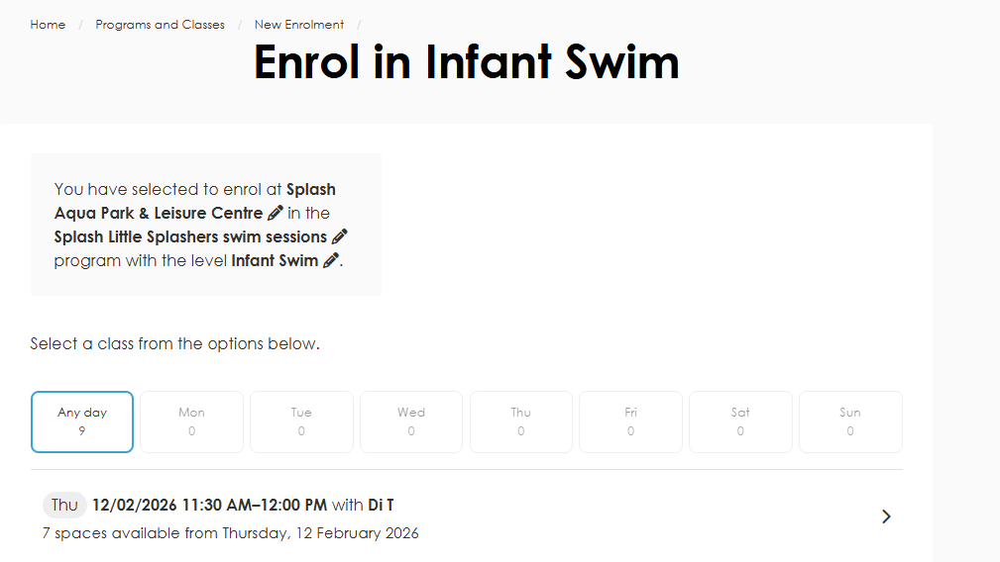 Home / Programs and Classes / New Enrolment /
Enrol in Infant Swim
You have selected to enrol at Splash
Aqua Park & Leisure Centre in the
Splash Little Splashers swim sessions
program with the level Infant Swim .
Select a class from the options below.
Any day Mon Tue Wed Thu Fri Sat Sun
9 0 0 0 0 0 0 0
Thu 12/02/2026 11:30 AM–12:00 PM with Di T
7 spaces available from Thursday, 12 February 2026